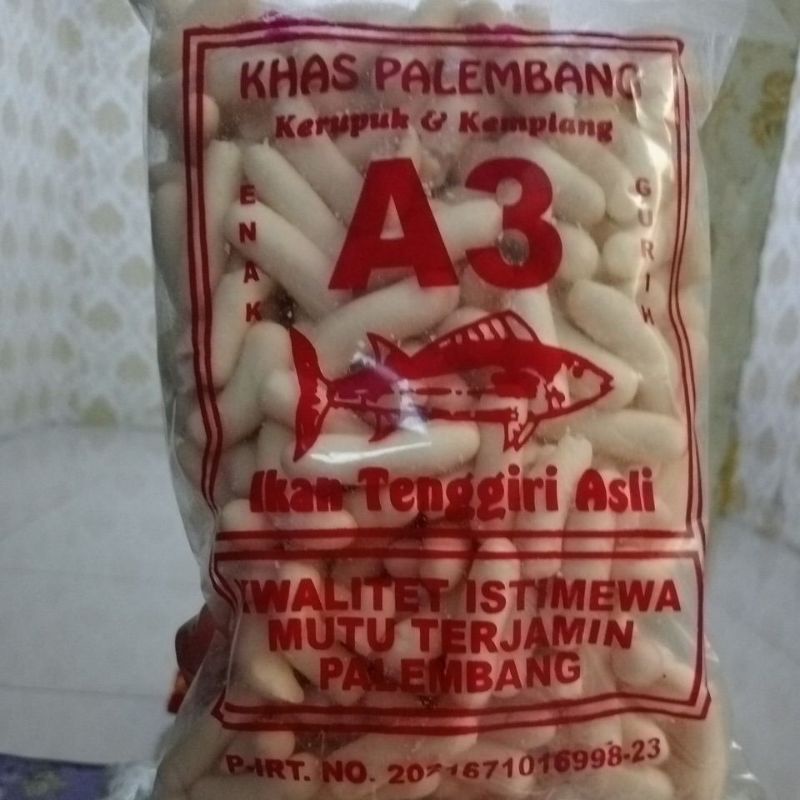 KHAS PALEMBANG
Kerupuk & Kemplang
A3
ENAK
GURIH
Ikan Tenggiri Asli
KWALITET ISTIMEWA
MUTU TERJAMIN
PALEMBANG
P-IRT. NO.